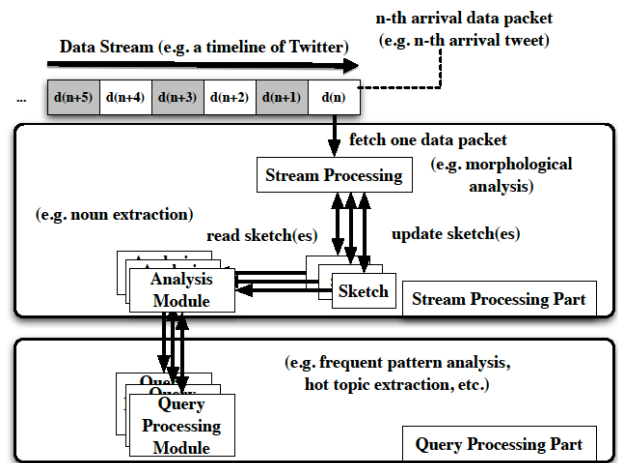 n-th arrival data packet
(e.g. n-th arrival tweet)
Data Stream (e.g. a timeline of Twitter)
... d(n+5) d(n+4) d(n+3) d(n+2) d(n+1) d(n)
fetch one data packet
(e.g. morphological
analysis)
Stream Processing
(e.g. noun extraction)
read sketch(es)
update sketch(es)
Analysis
Module
Sketch
Stream Processing Part
(e.g. frequent pattern analysis,
hot topic extraction, etc.)
Query
Query
Processing
Module
Query Processing Part